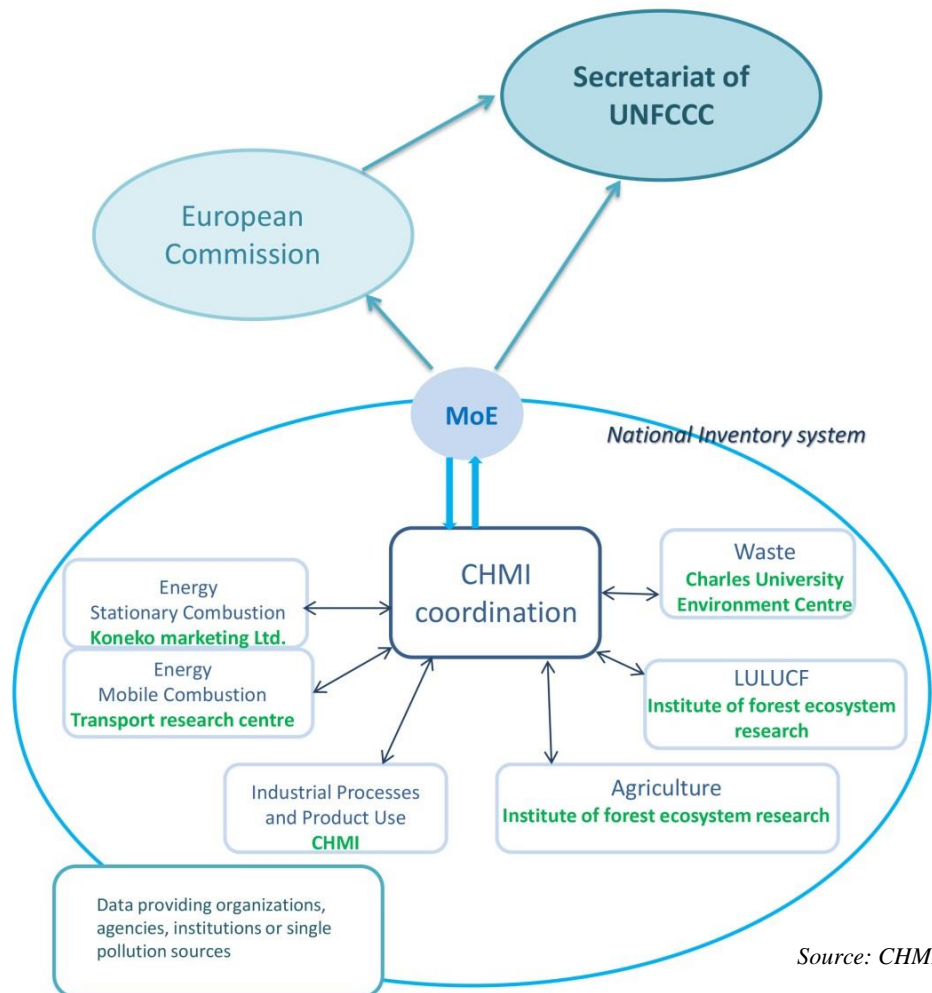 Secretariat of
UNFCCC
European
Commission
MoE
National Inventory system
CHMI
coordination
Energy
Stationary Combustion
Koneko marketing Ltd.
Energy
Mobile Combustion
Transport research centre
Waste
Charles University
Environment Centre
LULUCF
Institute of forest ecosystem
research
Industrial Processes
and Product Use
CHMI
Agriculture
Institute of forest ecosystem research
Data providing organizations,
agencies, institutions or single
pollution sources
Source: CHM